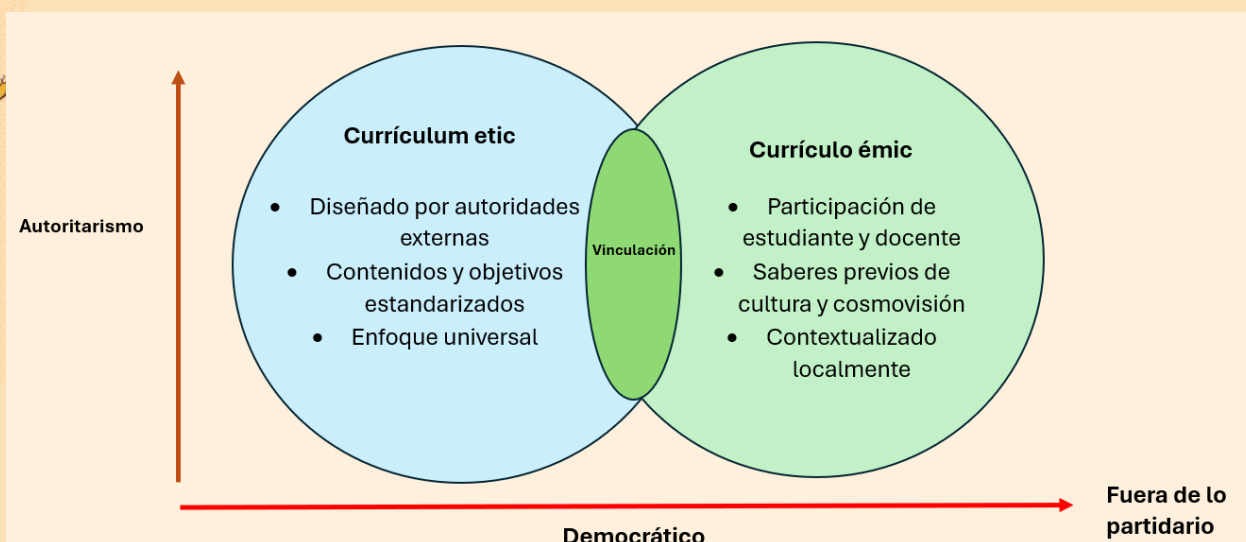 Autoritarismo
Currículum etic
• Diseñado por autoridades
externas
• Contenidos y objetivos
estandarizados
• Enfoque universal
Vinculación
Currículo émic
• Participación de
estudiante y docente
• Saberes previos de
cultura y cosmovisión
• Contextualizado
localmente
Democrático
Fuera de lo
partidario